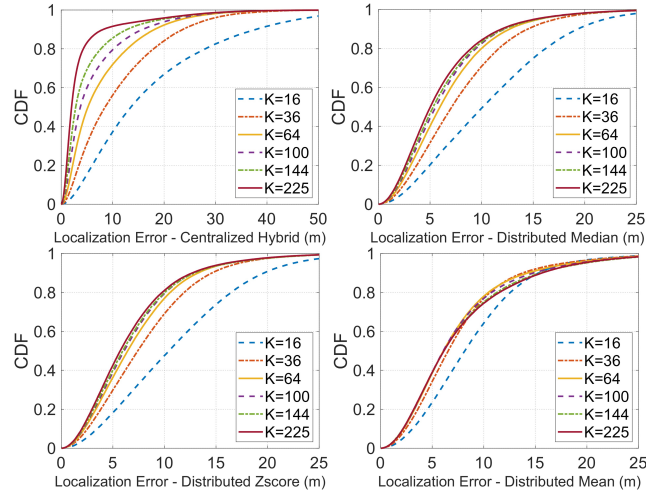 1
0.8
0.6
0.4
0.2
0
CDF
K=16
K=36
K=64
K=100
K=144
K=225
0 10 20 30 40 50
Localization Error - Centralized Hybrid (m)
1
0.8
0.6
0.4
0.2
0
CDF
K=16
K=36
K=64
K=100
K=144
K=225
0 5 10 15 20 25
Localization Error - Distributed Median (m)
1
0.8
0.6
0.4
0.2
0
CDF
K=16
K=36
K=64
K=100
K=144
K=225
0 5 10 15 20 25
Localization Error - Distributed Zscore (m)
1
0.8
0.6
0.4
0.2
0
CDF
K=16
K=36
K=64
K=100
K=144
K=225
0 5 10 15 20 25
Localization Error - Distributed Mean (m)